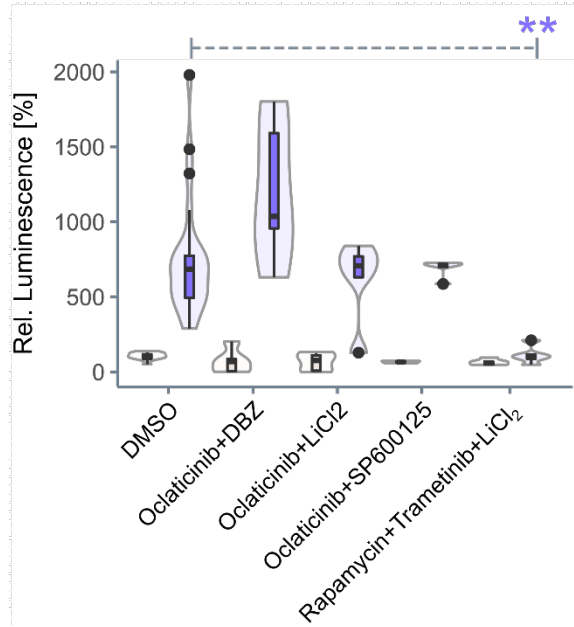 **
2000
1500
1000
500
0
Rel. Luminescence [%]
DMSO
Oclaticinib+DBZ
Oclaticinib+LiCl2
Oclaticinib+SP600125
Rapamycin+Trametinib+LiCl₂